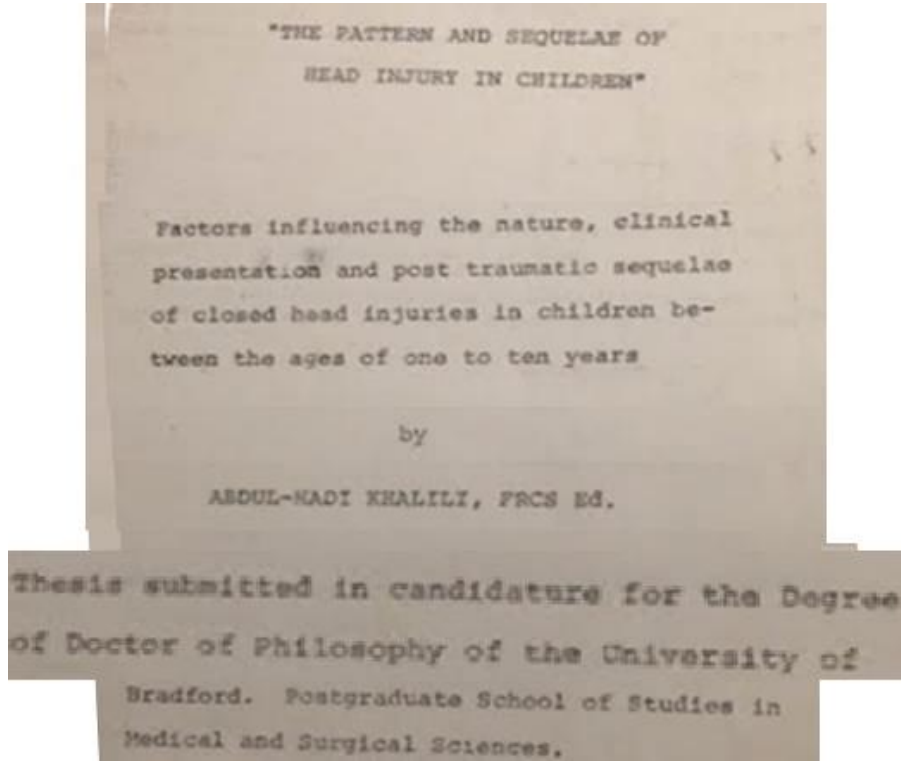 "THE PATTERN AND SEQUELAE OF
HEAD INJURY IN CHILDREN"
Factors influencing the nature, clinical
presentation and post traumatic sequelae
of closed head injuries in children be-
tween the ages of one to ten years
by
ABDUL-HADI KHALILI, FRCS Ed.
Thesis submitted in candidature for the Degree
of Doctor of Philosophy of the University of
Bradford. Postgraduate School of Studies in
Medical and Surgical Sciences.